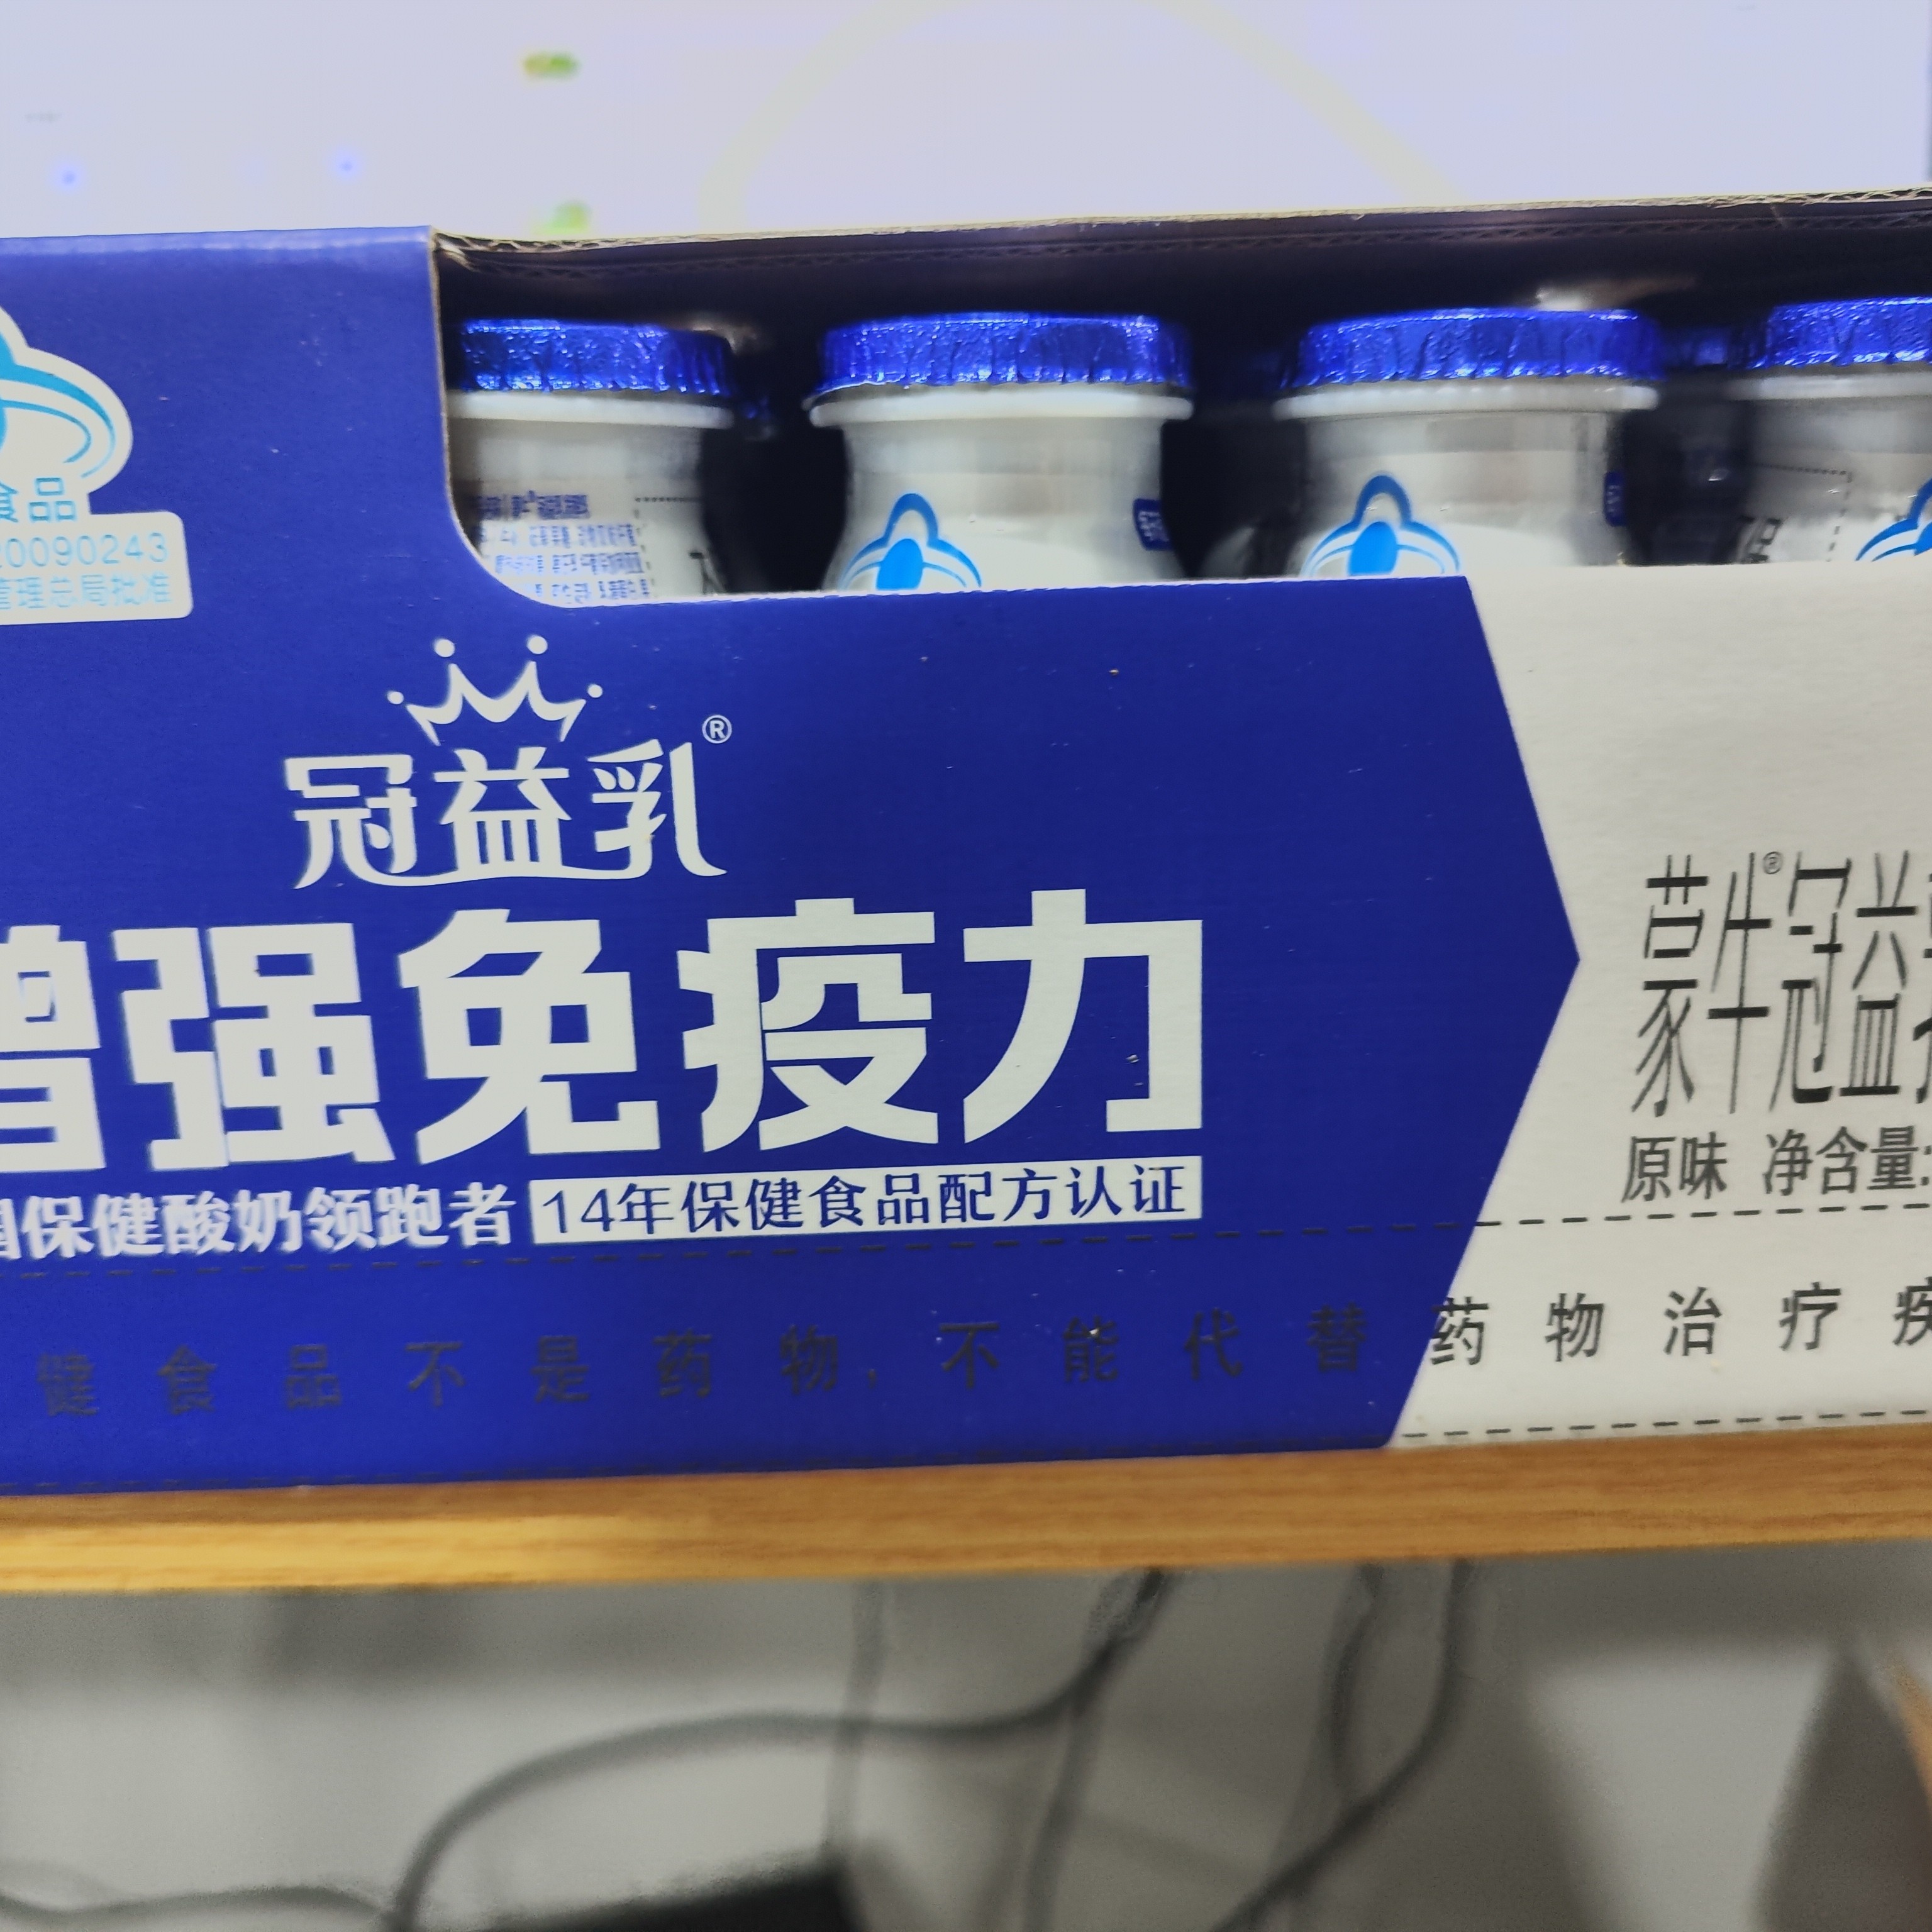 食品
20090243
管理总局批准
冠益乳®
增强免疫力
国保健酸奶领跑者 14年保健食品配方认证
蒙牛®冠益乳
原味 净含量:
健食品不是药物,不能代替药物治疗疾